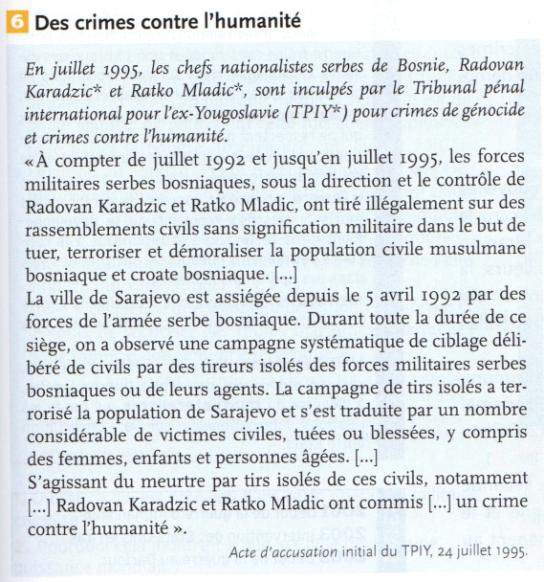 6 Des crimes contre l’humanité
En juillet 1995, les chefs nationalistes serbes de Bosnie, Radovan
Karadzic* et Ratko Mladic*, sont inculpés par le Tribunal pénal
international pour l’ex-Yougoslavie (TPIY*) pour crimes de génocide
et crimes contre l’humanité.
«À compter de juillet 1992 et jusqu’en juillet 1995, les forces
militaires serbes bosniaques, sous la direction et le contrôle de
Radovan Karadzic et Ratko Mladic, ont tiré illégalement sur des
rassemblements civils sans signification militaire dans le but de
tuer, terroriser et démoraliser la population civile musulmane
bosniaque et croate bosniaque. [...]
La ville de Sarajevo est assiégée depuis le 5 avril 1992 par des
forces de l’armée serbe bosniaque. Durant toute la durée de ce
siège, on a observé une campagne systématique de ciblage déli-
béré de civils par des tireurs isolés des forces militaires serbes
bosniaques ou de leurs agents. La campagne de tirs isolés a ter-
rorisé la population de Sarajevo et s’est traduite par un nombre
considérable de victimes civiles, tuées ou blessées, y compris
des femmes, enfants et personnes âgées. [...]
S’agissant du meurtre par tirs isolés de ces civils, notamment
[...] Radovan Karadzic et Ratko Mladic ont commis [...] un crime
contre l’humanité ».
Acte d’accusation initial du TPIY, 24 juillet 1995.